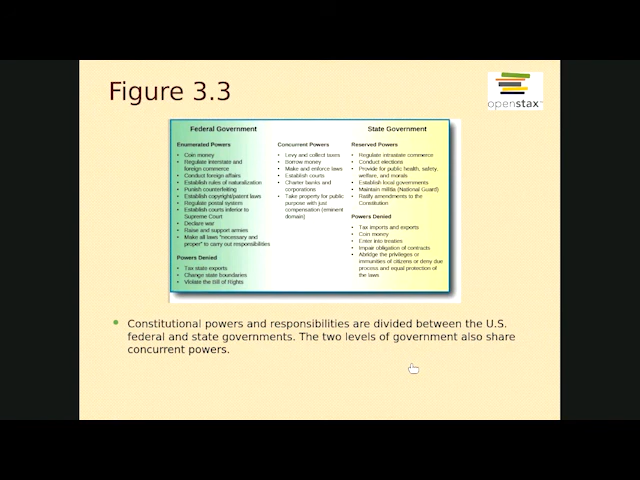 Figure 3.3
openstax™
Federal Government
State Government
Enumerated Powers
• Coin money
• Regulate interstate and
foreign commerce
• Conduct foreign affairs
• Establish rules of naturalization
• Punish counterfeiting
• Establish copyright/patent laws
• Regulate postal system
• Establish courts inferior to
Supreme Court
• Declare war
• Raise and support armies
• Make all laws "necessary and
proper" to carry out responsibilities
Powers Denied
• Tax state exports
• Change state boundaries
• Violate the Bill of Rights
Concurrent Powers
• Levy and collect taxes
• Borrow money
• Make and enforce laws
• Establish courts
• Charter banks and
corporations
• Take property for public
purpose with just
compensation (eminent
domain)
Reserved Powers
• Regulate intrastate commerce
• Conduct elections
• Provide for public health, safety,
welfare, and morals
• Establish local governments
• Maintain militia (National Guard)
• Ratify amendments to the
Constitution
Powers Denied
• Tax imports and exports
• Coin money
• Enter into treaties
• Impair obligation of contracts
• Abridge the privileges or
immunities of citizens or deny due
process and equal protection of
the laws
• Constitutional powers and responsibilities are divided between the U.S.
federal and state governments. The two levels of government also share
concurrent powers.